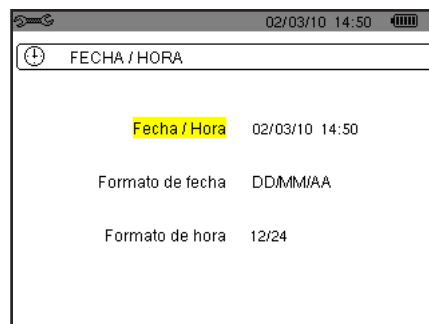 02/03/10 14:50
FECHA / HORA
Fecha / Hora 02/03/10 14:50
Formato de fecha DD/MM/AA
Formato de hora 12/24